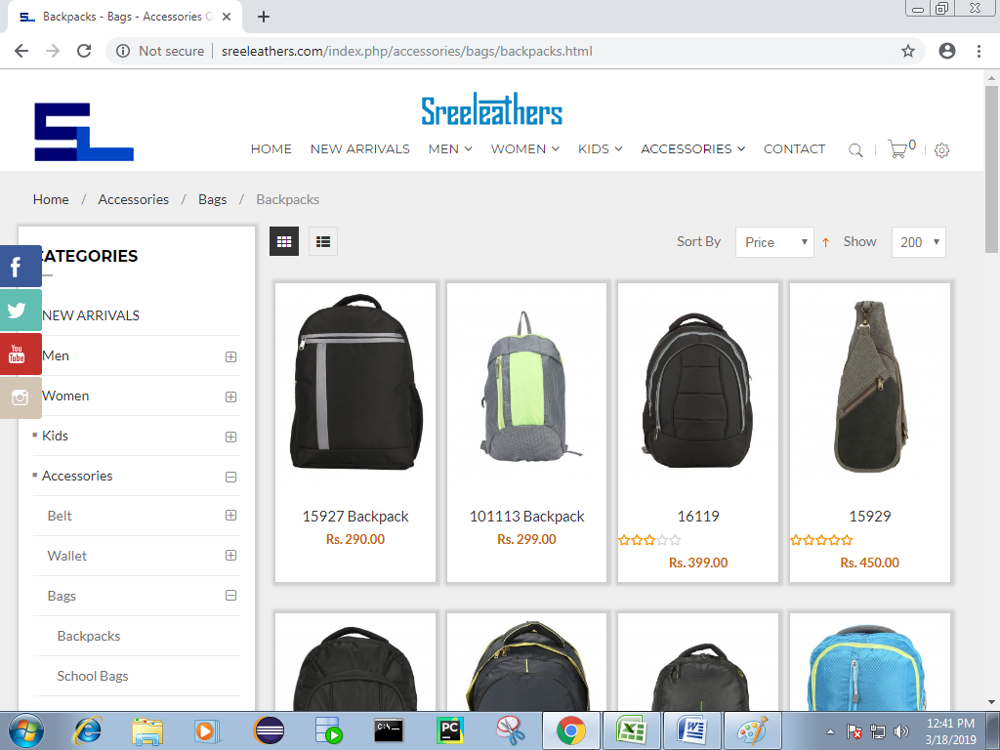 Backpacks - Bags - Accessories O
Not secure
sreeleathers.com/index.php/accessories/bags/backpacks.html
SL
Sreeleathers
HOME NEW ARRIVALS MEN WOMEN KIDS ACCESSORIES CONTACT 0
Home / Accessories / Bags / Backpacks
Sort By Price Show 200
CATEGORIES
NEW ARRIVALS
Men
Women
Kids
Accessories
Belt
Wallet
Bags
Backpacks
School Bags
You
Tube
15927 Backpack
Rs. 290.00
101113 Backpack
Rs. 299.00
16119
Rs. 399.00
15929
Rs. 450.00
C:\
PC
12:41 PM
3/18/2019